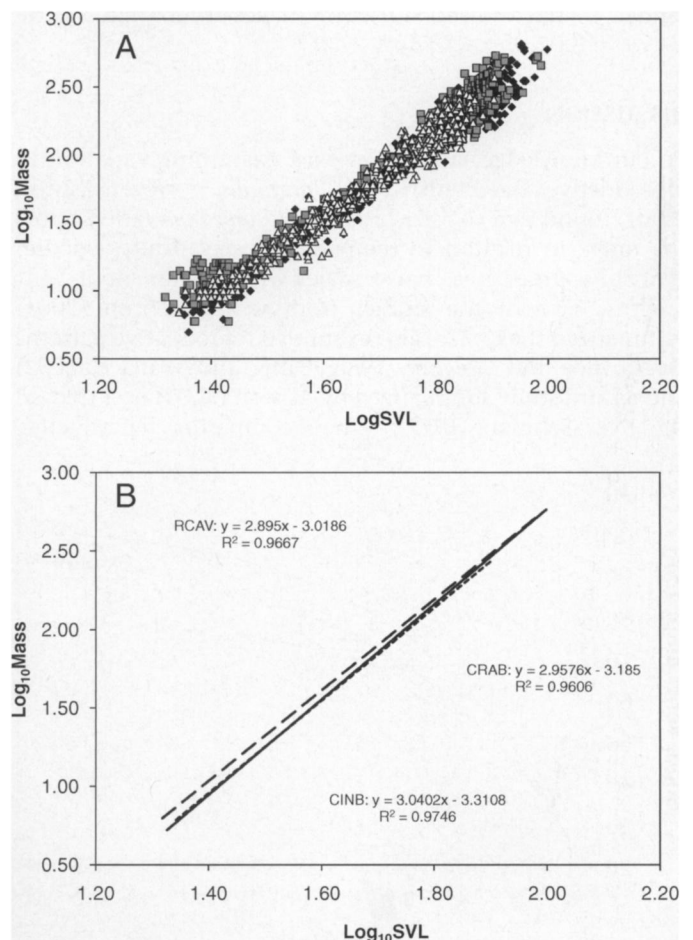 A
3.00
2.50
2.00
1.50
1.00
0.50
Log10Mass
1.20
1.40
1.60
1.80
2.00
2.20
LogSVL
B
3.00
2.50
2.00
1.50
1.00
0.50
Log10Mass
RCAV: y = 2.895x - 3.0186
R² = 0.9667
CRAB: y = 2.9576x - 3.185
R² = 0.9606
CINB: y = 3.0402x - 3.3108
R² = 0.9746
1.20
1.40
1.60
1.80
2.00
2.20
Log10SVL